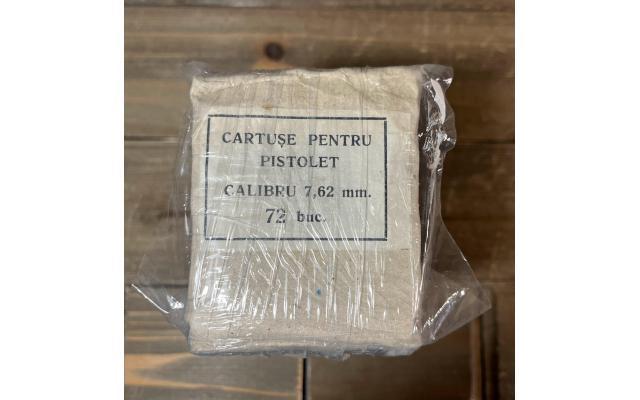 CARTUȘE PENTRU
PISTOLET
CALIBRU 7,62 mm.
72 buc.